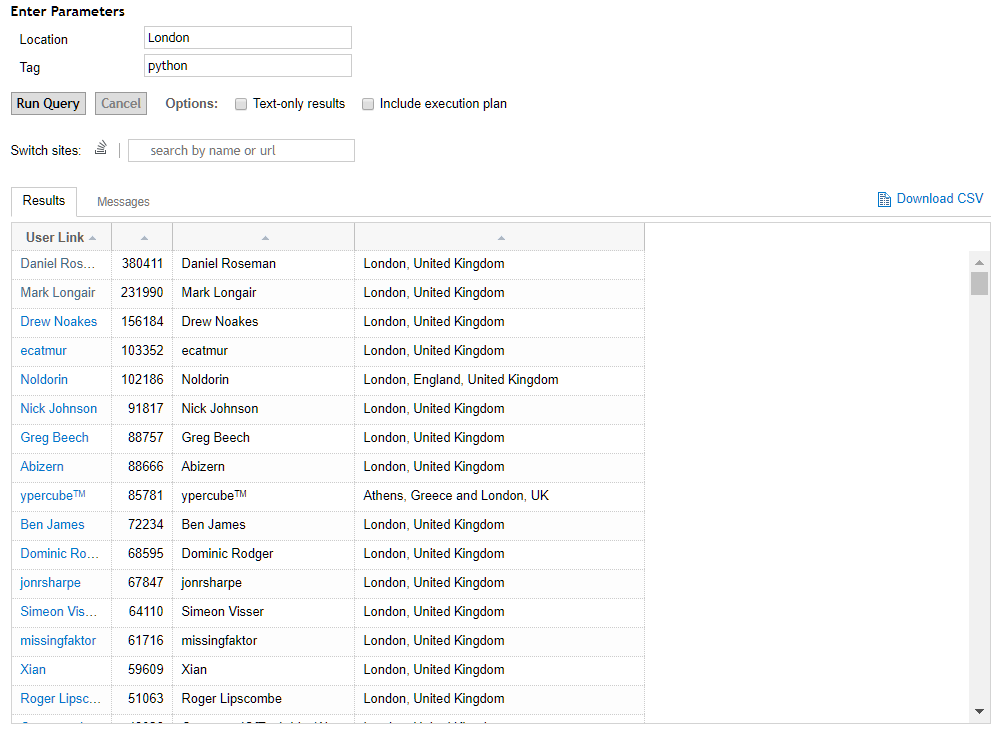 Enter Parameters
Location London
Tag python
Run Query Cancel Options: Text-only results Include execution plan
Switch sites: search by name or url
Results Messages Download CSV
User Link
Daniel Ros... 380411 Daniel Roseman London, United Kingdom
Mark Longair 231990 Mark Longair London, United Kingdom
Drew Noakes 156184 Drew Noakes London, United Kingdom
ecatmur 103352 ecatmur London, United Kingdom
Noldorin 102186 Noldorin London, England, United Kingdom
Nick Johnson 91817 Nick Johnson London, United Kingdom
Greg Beech 88757 Greg Beech London, United Kingdom
Abizern 88666 Abizern London, United Kingdom
ypercube™ 85781 ypercube™ Athens, Greece and London, UK
Ben James 72234 Ben James London, United Kingdom
Dominic Ro... 68595 Dominic Rodger London, United Kingdom
jonrsharpe 67847 jonrsharpe London, United Kingdom
Simeon Vis... 64110 Simeon Visser London, United Kingdom
missingfaktor 61716 missingfaktor London, United Kingdom
Xian 59609 Xian London, United Kingdom
Roger Lipsc... 51063 Roger Lipscombe London, United Kingdom